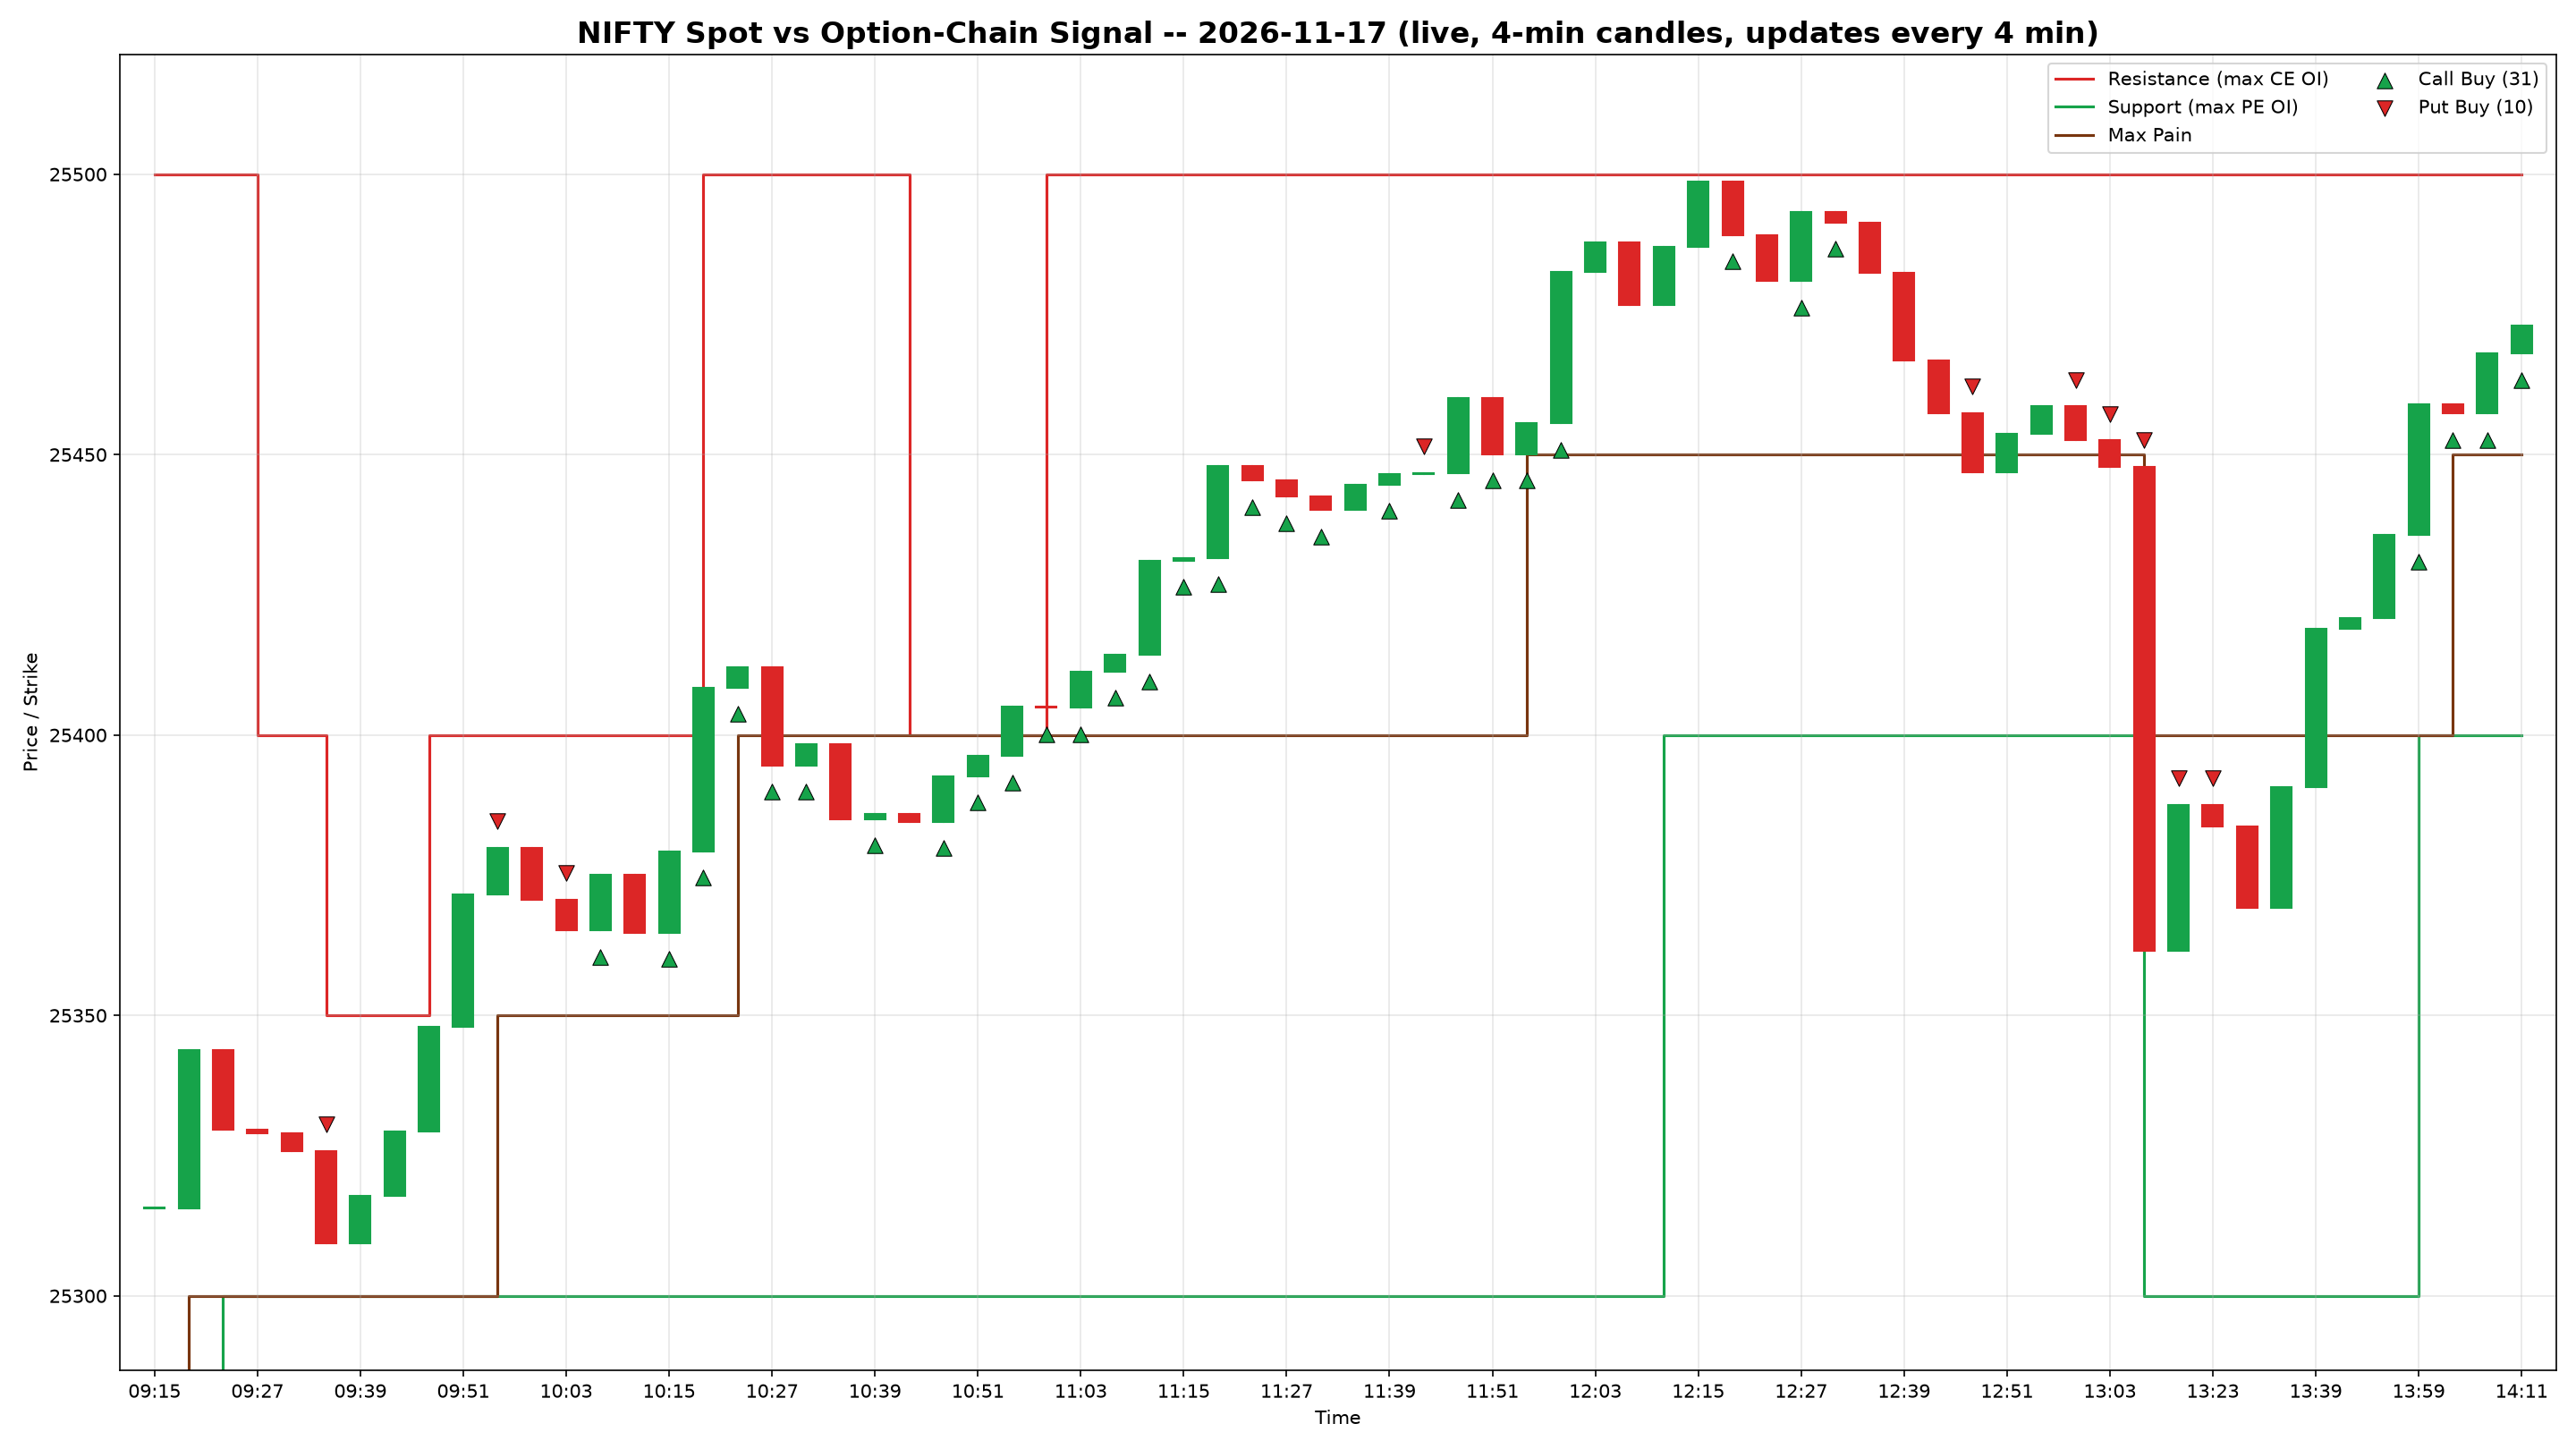 NIFTY Spot vs Option-Chain Signal -- 2026-11-17 (live, 4-min candles, updates every 4 min)
Resistance (max CE OI)
Support (max PE OI)
Max Pain
Call Buy (31)
Put Buy (10)
Price / Strike
25500
25450
25400
25350
25300
09:15 09:27 09:39 09:51 10:03 10:15 10:27 10:39 10:51 11:03 11:15 11:27 11:39 11:51 12:03 12:15 12:27 12:39 12:51 13:03 13:23 13:39 13:59 14:11
Time